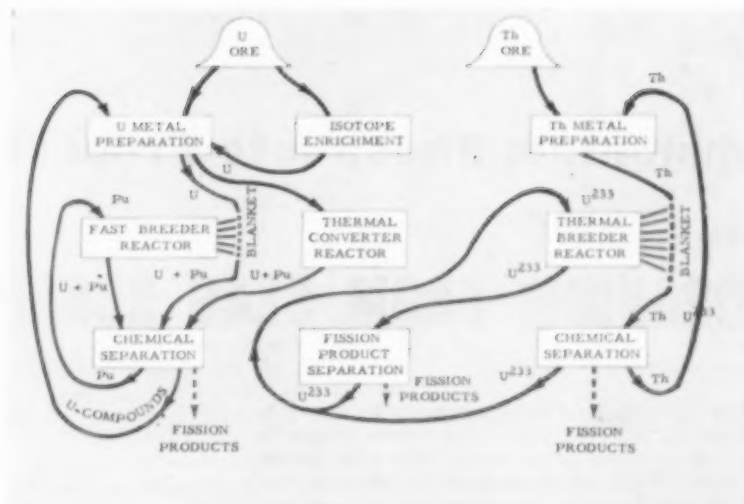 U
ORE
Th
ORE
Th
U METAL
PREPARATION
ISOTOPE
ENRICHMENT
Th METAL
PREPARATION
U
U
Th
Pu
U233
FAST BREEDER
REACTOR
BLANKET
THERMAL
CONVERTER
REACTOR
THERMAL
BREEDER
REACTOR
BLANKET
U + Pu
U + Pu
U + Pu
U233
Th
U233
CHEMICAL
SEPARATION
FISSION
PRODUCT
SEPARATION
CHEMICAL
SEPARATION
Pu
U233
U233
Th
U-COMPOUNDS
FISSION
PRODUCTS
FISSION
PRODUCTS
FISSION
PRODUCTS